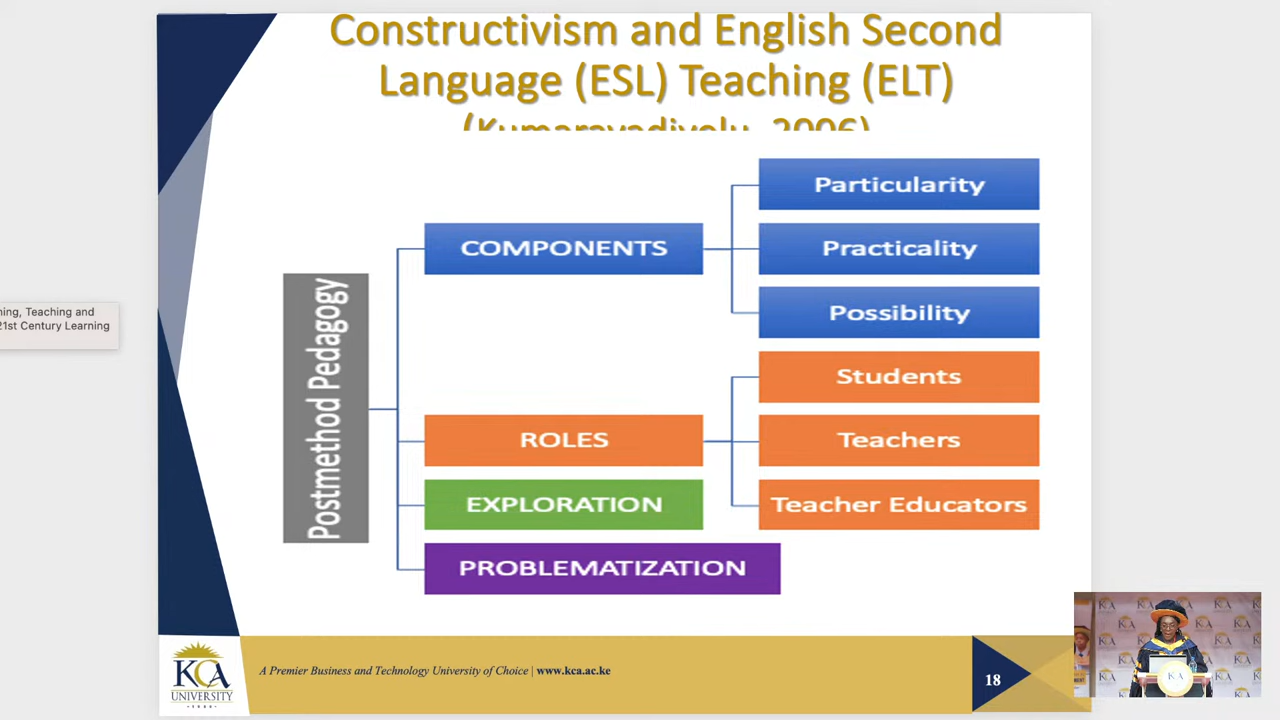 Constructivism and English Second
Language (ESL) Teaching (ELT)
(Kumaravadivelu, 2006)
Particularity
COMPONENTS
Practicality
Possibility
Postmethod Pedagogy
Students
ROLES
Teachers
EXPLORATION
Teacher Educators
PROBLEMATIZATION
ning, Teaching and
21st Century Learning
KCA
UNIVERSITY
A Premier Business and Technology University of Choice | www.kca.ac.ke
18